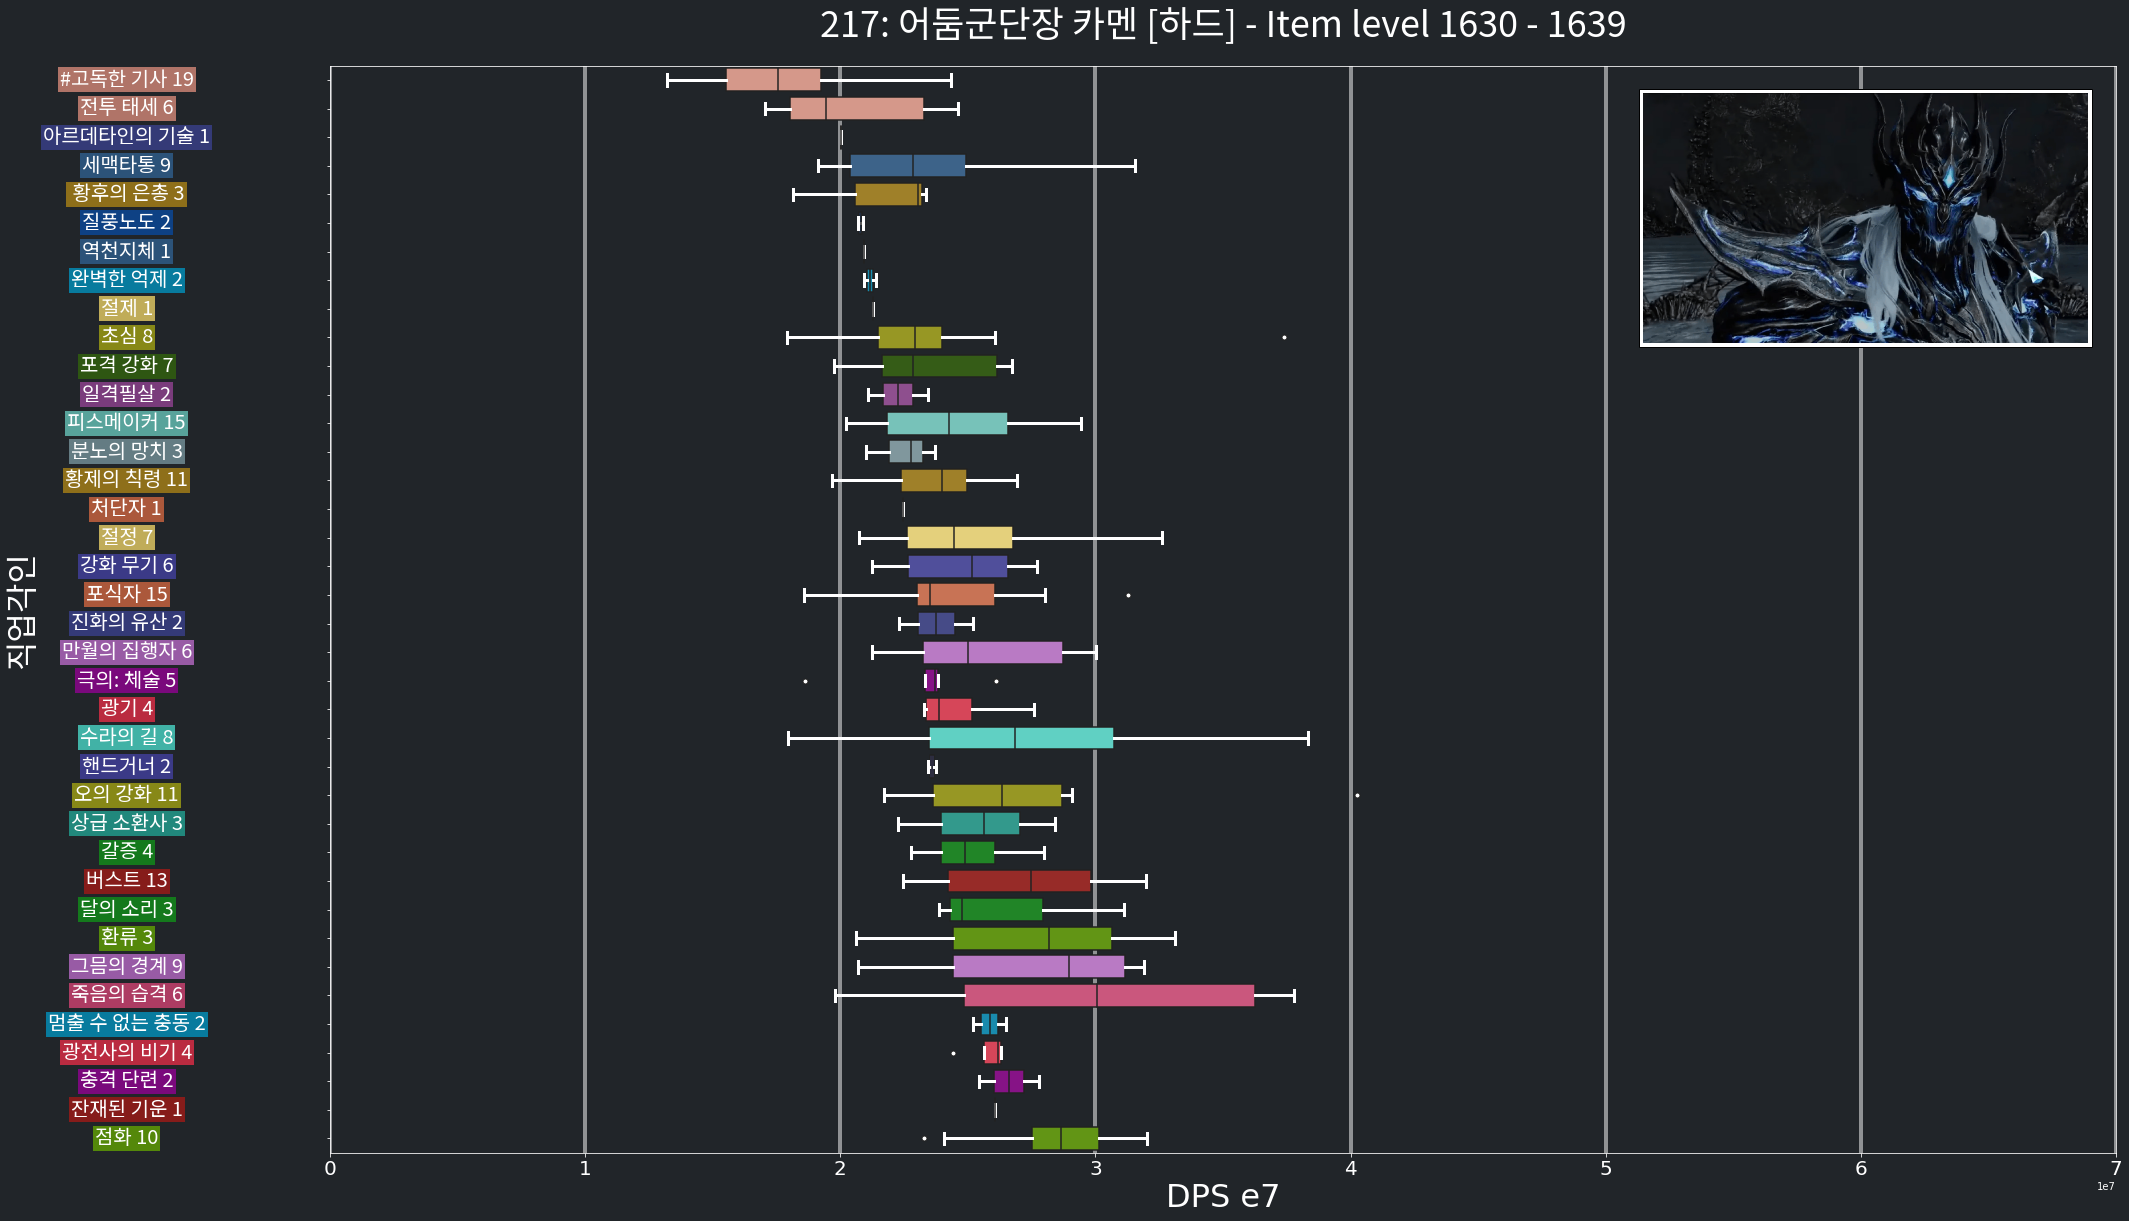 217: 어둠군단장 카멘 [하드] - Item level 1630 - 1639
직업각인
#고독한 기사 19
전투 태세 6
아르데타인의 기술 1
세맥타통 9
황후의 은총 3
질풍노도 2
역천지체 1
완벽한 억제 2
절제 1
초심 8
포격 강화 7
일격필살 2
피스메이커 15
분노의 망치 3
황제의 칙령 11
처단자 1
절정 7
강화 무기 6
포식자 15
진화의 유산 2
만월의 집행자 6
극의: 체술 5
광기 4
수라의 길 8
핸드거너 2
오의 강화 11
상급 소환사 3
갈증 4
버스트 13
달의 소리 3
환류 3
그믐의 경계 9
죽음의 습격 6
멈출 수 없는 충동 2
광전사의 비기 4
충격 단련 2
잔재된 기운 1
점화 10
0 1 2 3 4 5 6 7
1e7
DPS e7